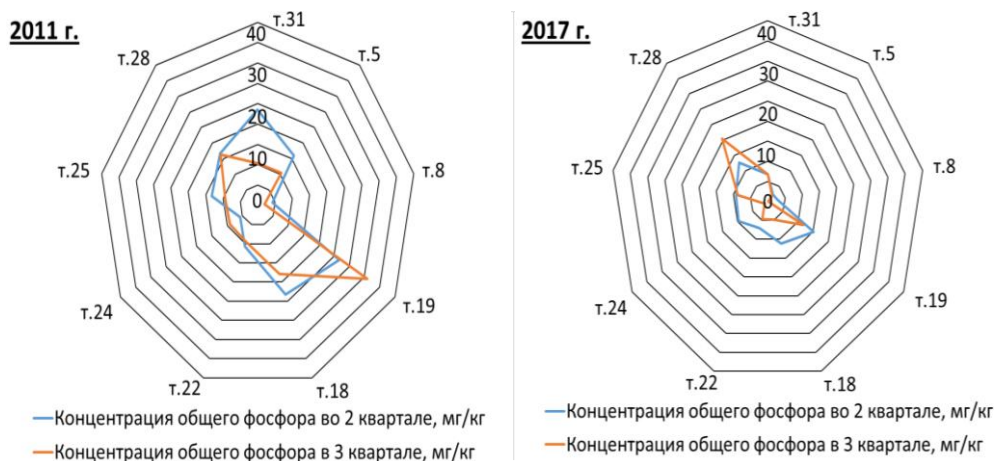 2011 г.
т.31
т.5
т.8
т.19
т.18
т.22
т.24
т.25
т.28
40
30
20
10
0
Концентрация общего фосфора во 2 квартале, мг/кг
Концентрация общего фосфора в 3 квартале, мг/кг
2017 г.
т.31
т.5
т.8
т.19
т.18
т.22
т.24
т.25
т.28
40
30
20
10
0
Концентрация общего фосфора во 2 квартале, мг/кг
Концентрация общего фосфора в 3 квартале, мг/кг